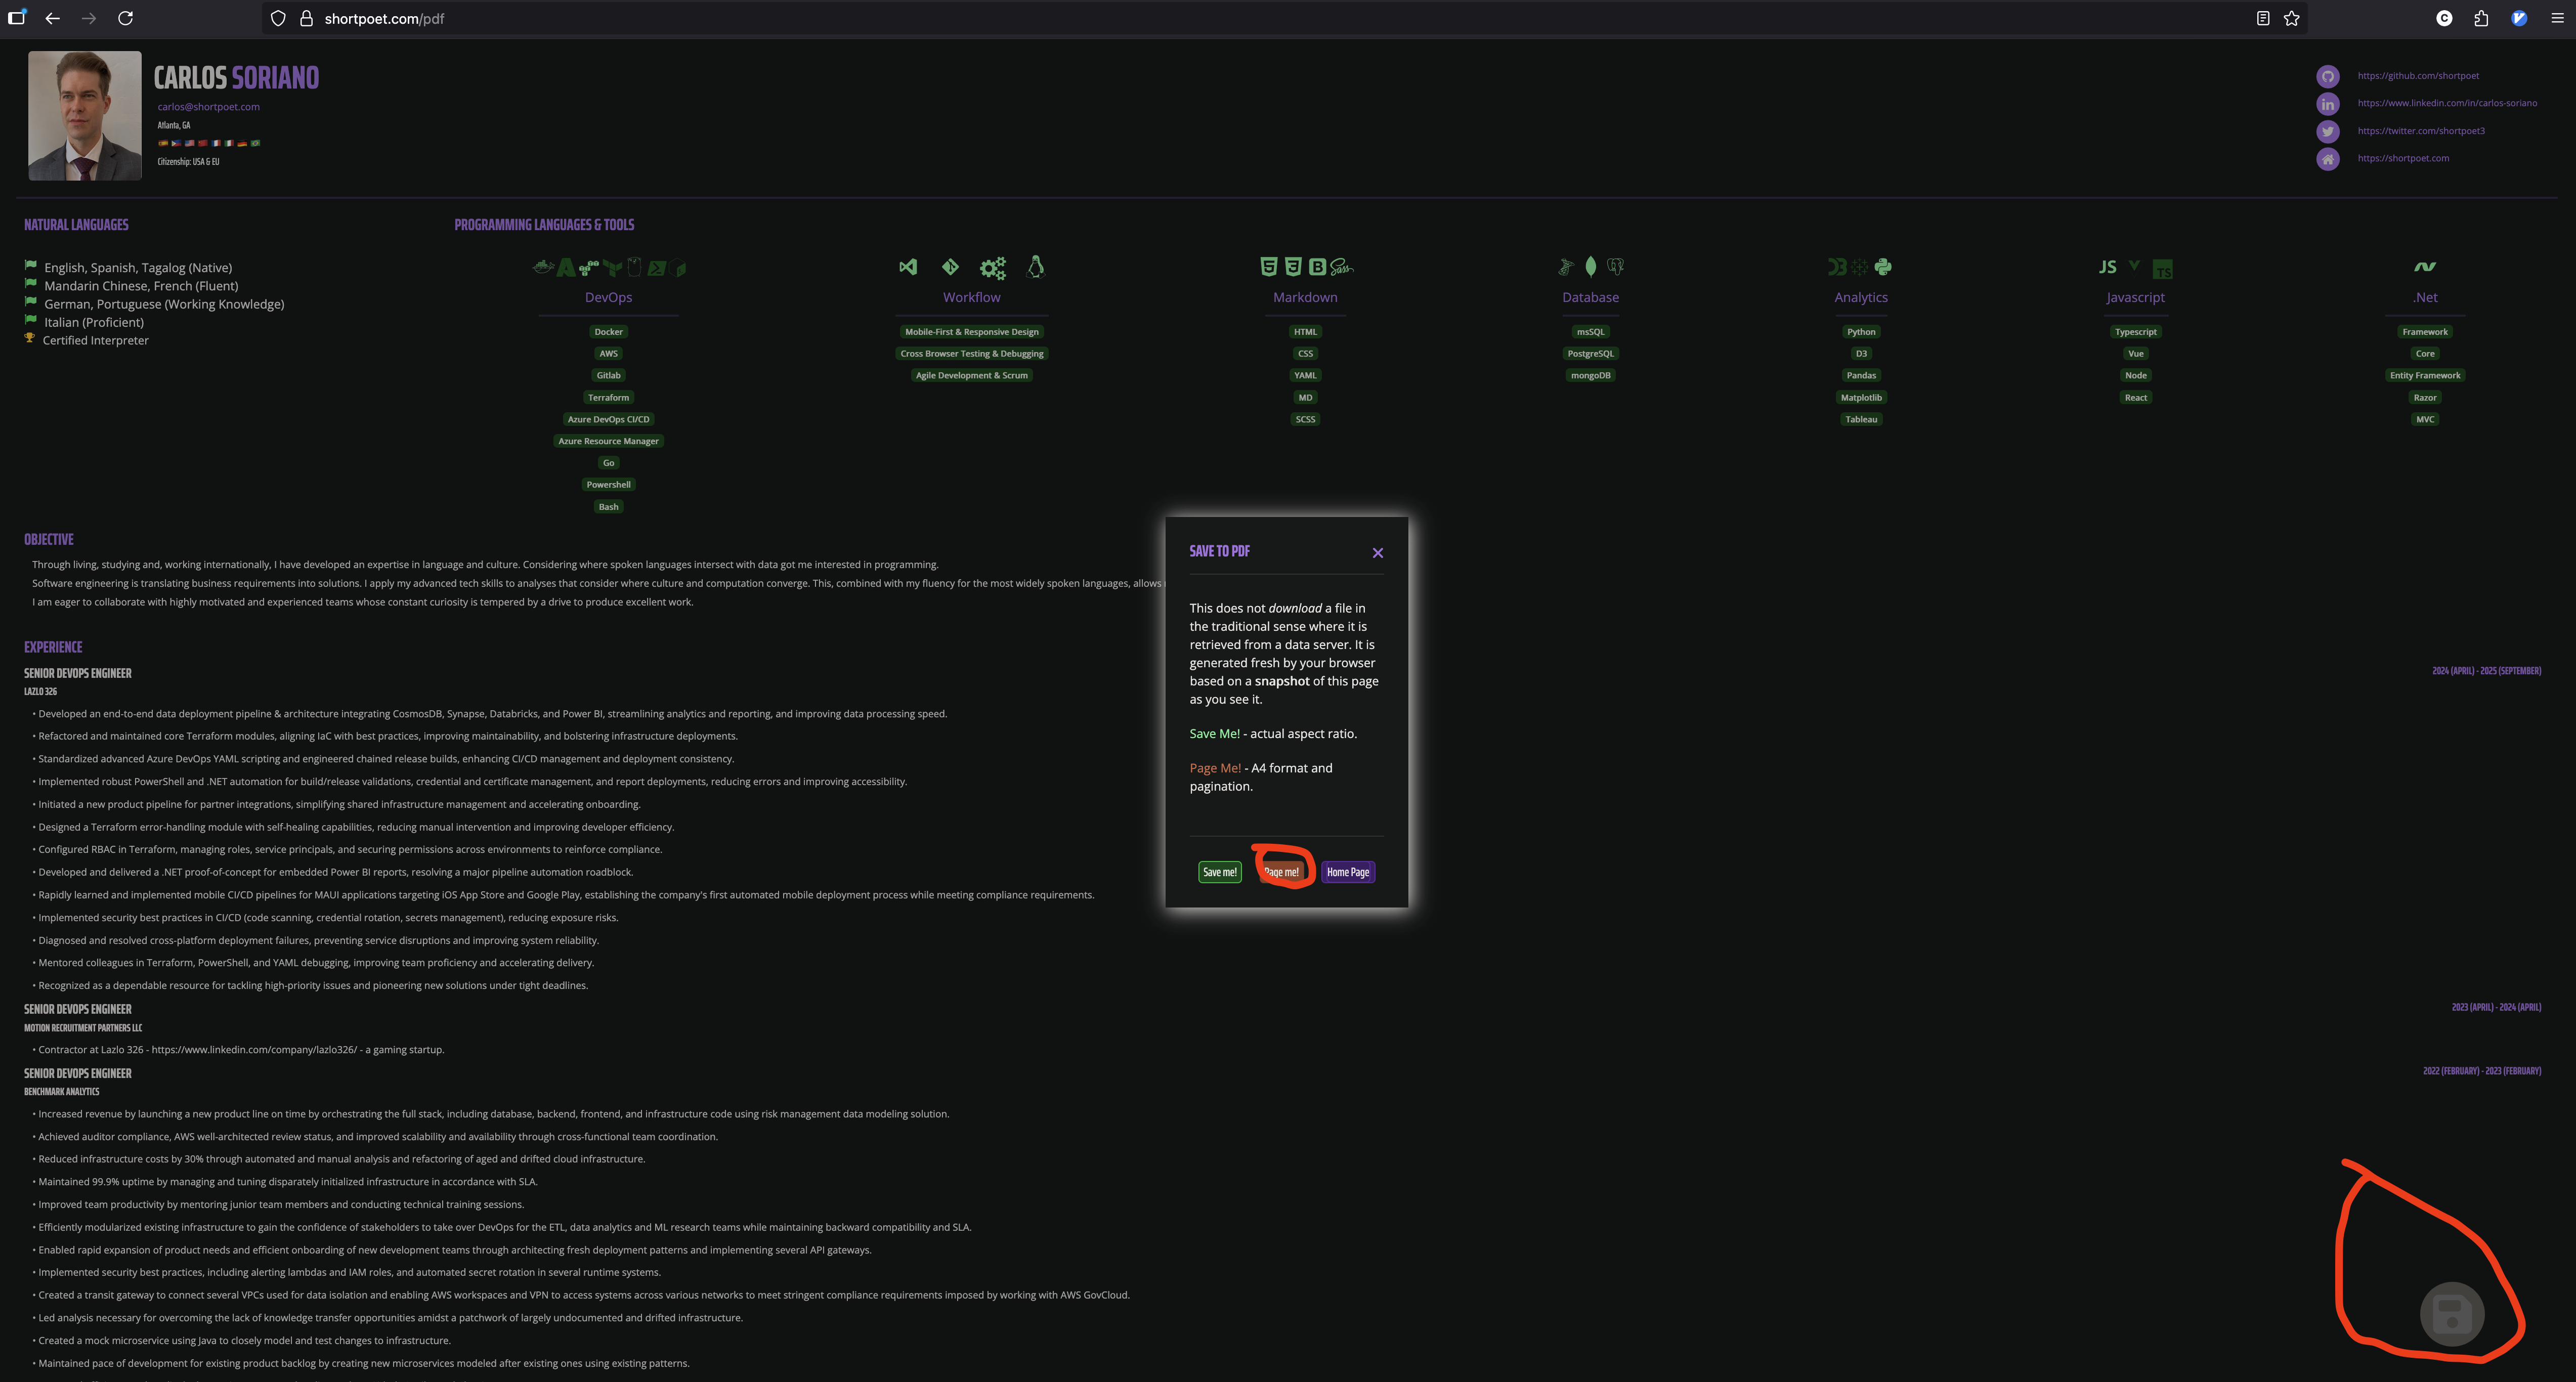 shortpoet.com/pdf
CARLOS SORIANO
carlos@shortpoet.com
Atlanta, GA
Citizenship: USA & EU
https://github.com/shortpoet
https://www.linkedin.com/in/carlos-soriano
https://twitter.com/shortpoet3
https://shortpoet.com
NATURAL LANGUAGES
English, Spanish, Tagalog (Native)
Mandarin Chinese, French (Fluent)
German, Portuguese (Working Knowledge)
Italian (Proficient)
Certified Interpreter
PROGRAMMING LANGUAGES & TOOLS
DevOps
Docker
AWS
Gitlab
Terraform
Azure DevOps CI/CD
Azure Resource Manager
Go
Powershell
Bash
Workflow
Mobile-First & Responsive Design
Cross Browser Testing & Debugging
Agile Development & Scrum
Sass
Markdown
HTML
CSS
YAML
MD
SCSS
Database
msSQL
PostgreSQL
mongoDB
Analytics
Python
D3
Pandas
Matplotlib
Tableau
JS TS
Javascript
Typescript
Vue
Node
React
.Net
Framework
Core
Entity Framework
Razor
MVC
OBJECTIVE
Through living, studying and, working internationally, I have developed an expertise in language and culture. Considering where spoken languages intersect with data got me interested in programming.
Software engineering is translating business requirements into solutions. I apply my advanced tech skills to analyses that consider where culture and computation converge. This, combined with my fluency for the most widely spoken languages, allows
I am eager to collaborate with highly motivated and experienced teams whose constant curiosity is tempered by a drive to produce excellent work.
EXPERIENCE
SENIOR DEVOPS ENGINEER
2024 (APRIL) - 2025 (SEPTEMBER)
LAZLO 326
• Developed an end-to-end data deployment pipeline & architecture integrating CosmosDB, Synapse, Databricks, and Power BI, streamlining analytics and reporting, and improving data processing speed.
• Refactored and maintained core Terraform modules, aligning IaC with best practices, improving maintainability, and bolstering infrastructure deployments.
• Standardized advanced Azure DevOps YAML scripting and engineered chained release builds, enhancing CI/CD management and deployment consistency.
• Implemented robust PowerShell and .NET automation for build/release validations, credential and certificate management, and report deployments, reducing errors and improving accessibility.
• Initiated a new product pipeline for partner integrations, simplifying shared infrastructure management and accelerating onboarding.
• Designed a Terraform error-handling module with self-healing capabilities, reducing manual intervention and improving developer efficiency.
• Configured RBAC in Terraform, managing roles, service principals, and securing permissions across environments to reinforce compliance.
• Developed and delivered a .NET proof-of-concept for embedded Power BI reports, resolving a major pipeline automation roadblock.
• Rapidly learned and implemented mobile CI/CD pipelines for MAUI applications targeting iOS App Store and Google Play, establishing the company's first automated mobile deployment process while meeting compliance requirements.
• Implemented security best practices in CI/CD (code scanning, credential rotation, secrets management), reducing exposure risks.
• Diagnosed and resolved cross-platform deployment failures, preventing service disruptions and improving system reliability.
• Mentored colleagues in Terraform, PowerShell, and YAML debugging, improving team proficiency and accelerating delivery.
• Recognized as a dependable resource for tackling high-priority issues and pioneering new solutions under tight deadlines.
SENIOR DEVOPS ENGINEER
2023 (APRIL) - 2024 (APRIL)
MOTION RECRUITMENT PARTNERS LLC
• Contractor at Lazlo 326 - https://www.linkedin.com/company/lazlo326/ - a gaming startup.
SENIOR DEVOPS ENGINEER
2022 (FEBRUARY) - 2023 (FEBRUARY)
BENCHMARK ANALYTICS
• Increased revenue by launching a new product line on time by orchestrating the full stack, including database, backend, frontend, and infrastructure code using risk management data modeling solution.
• Achieved auditor compliance, AWS well-architected review status, and improved scalability and availability through cross-functional team coordination.
• Reduced infrastructure costs by 30% through automated and manual analysis and refactoring of aged and drifted cloud infrastructure.
• Maintained 99.9% uptime by managing and tuning disparately initialized infrastructure in accordance with SLA.
• Improved team productivity by mentoring junior team members and conducting technical training sessions.
• Efficiently modularized existing infrastructure to gain the confidence of stakeholders to take over DevOps for the ETL, data analytics and ML research teams while maintaining backward compatibility and SLA.
• Enabled rapid expansion of product needs and efficient onboarding of new development teams through architecting fresh deployment patterns and implementing several API gateways.
• Implemented security best practices, including alerting lambdas and IAM roles, and automated secret rotation in several runtime systems.
• Created a transit gateway to connect several VPCs used for data isolation and enabling AWS workspaces and VPN to access systems across various networks to meet stringent compliance requirements imposed by working with AWS GovCloud.
• Led analysis necessary for overcoming the lack of knowledge transfer opportunities amidst a patchwork of largely undocumented and drifted infrastructure.
• Created a mock microservice using Java to closely model and test changes to infrastructure.
• Maintained pace of development for existing product backlog by creating new microservices modeled after existing ones using existing patterns.
SAVE TO PDF
This does not download a file in
the traditional sense where it is
retrieved from a data server. It is
generated fresh by your browser
based on a snapshot of this page
as you see it.
Save Me! - actual aspect ratio.
Page Me! - A4 format and
pagination.
Save me!
Page me!
Home Page